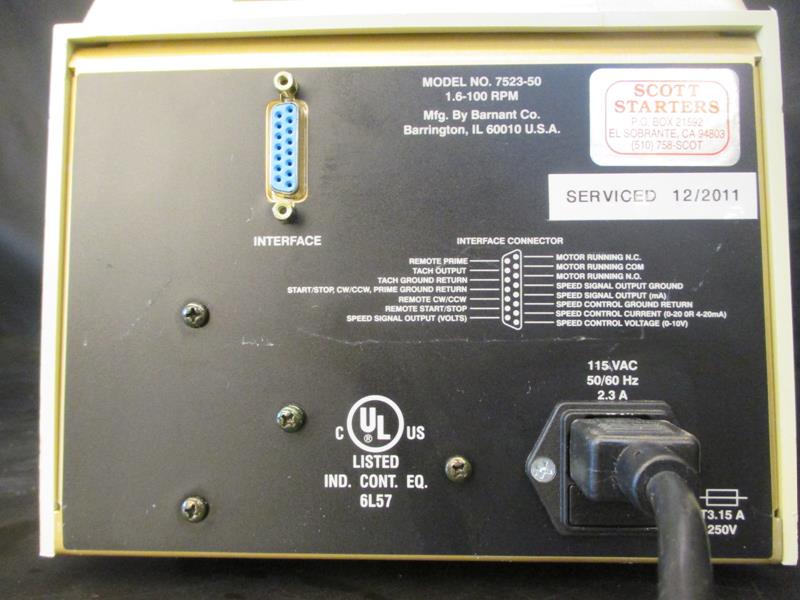 MODEL NO. 7523-50
1.6-100 RPM
Mfg. By Barnant Co.
Barrington, IL 60010 U.S.A.
SCOTT
STARTERS
P.O. BOX 21592
EL SOBRANTE, CA 94803
(510) 758-SCOT
SERVICED 12/2011
INTERFACE
INTERFACE CONNECTOR
REMOTE PRIME
TACH OUTPUT
TACH GROUND RETURN
START/STOP, CW/CCW, PRIME GROUND RETURN
REMOTE CW/CCW
REMOTE START/STOP
SPEED SIGNAL OUTPUT (VOLTS)
MOTOR RUNNING N.C.
MOTOR RUNNING COM
MOTOR RUNNING N.O.
SPEED SIGNAL OUTPUT GROUND
SPEED SIGNAL OUTPUT (mA)
SPEED CONTROL GROUND RETURN
SPEED CONTROL CURRENT (0-20 0R 4-20mA)
SPEED CONTROL VOLTAGE (0-10V)
115 VAC
50/60 Hz
2.3 A
C UL ® US
LISTED
IND. CONT. EQ.
6L57
T3.15 A
250V